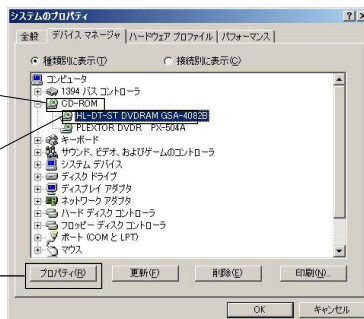 システムのプロパティ
全般 デバイス マネージャ ハードウェア プロファイル パフォーマンス
種類別に表示(T) 接続別に表示(C)
コンピュータ
1394 バス コントローラ
CD-ROM
HL-DT-ST DVDRAM GSA-4082B
PLEXTOR DVDR PX-504A
キーボード
サウンド、ビデオ、およびゲームのコントローラ
システム デバイス
ディスク ドライブ
ディスプレイ アダプタ
ネットワーク アダプタ
ハード ディスク コントローラ
フロッピー ディスク コントローラ
ポート (COM と LPT)
マウス
プロパティ(R) 更新(F) 削除(E) 印刷(N)...
OK キャンセル